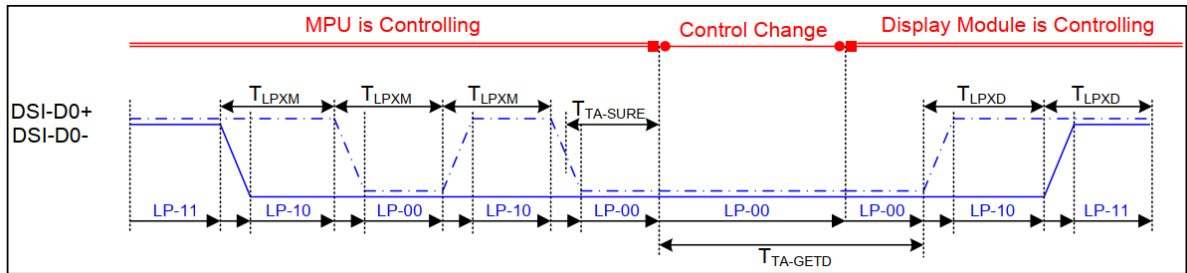 MPU is Controlling Control Change Display Module is Controlling
TLPXM TLPXM TLPXM TTA-SURE TLPXD TLPXD
DSI-D0+
DSI-D0-
LP-11 LP-10 LP-00 LP-10 LP-00 LP-00 LP-00 LP-10 LP-11
TTA-GETD